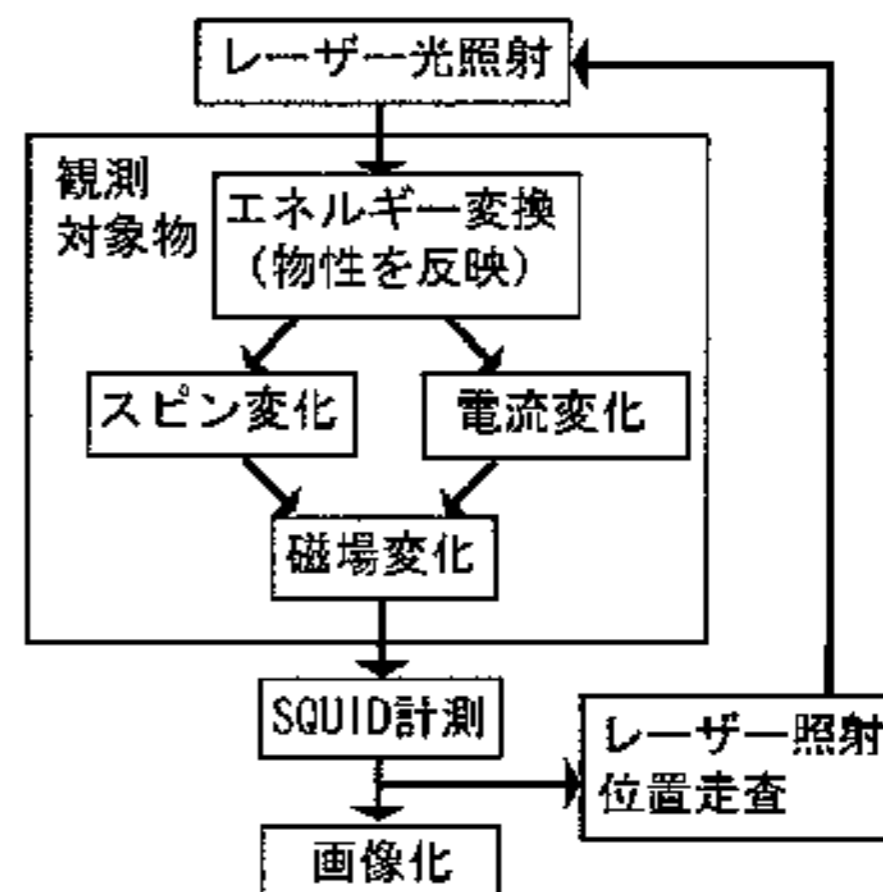 レーザー光照射
観測
対象物
エネルギー変換
(物性を反映)
スピン変化
電流変化
磁場変化
SQUID計測
レーザー照射
位置走査
画像化